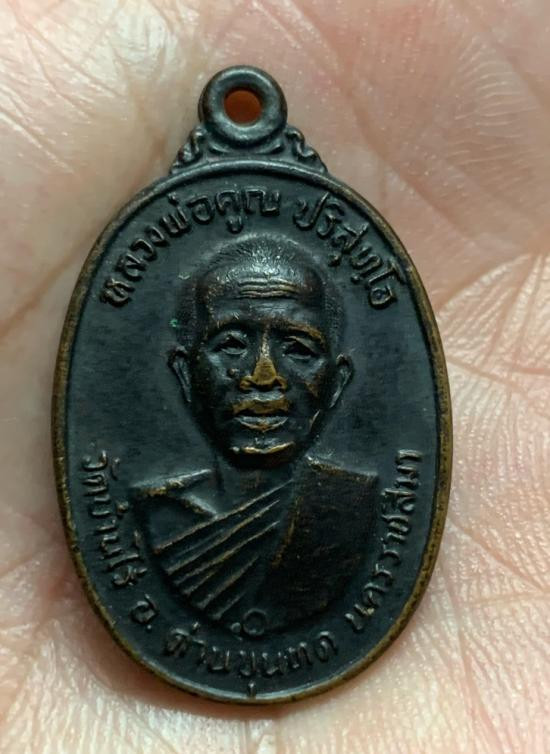 หลวงพ่อคูณ ปริสุทฺโธ
วัดบ้านไร่ อ. ด่านขุนทด นครราชสีมา